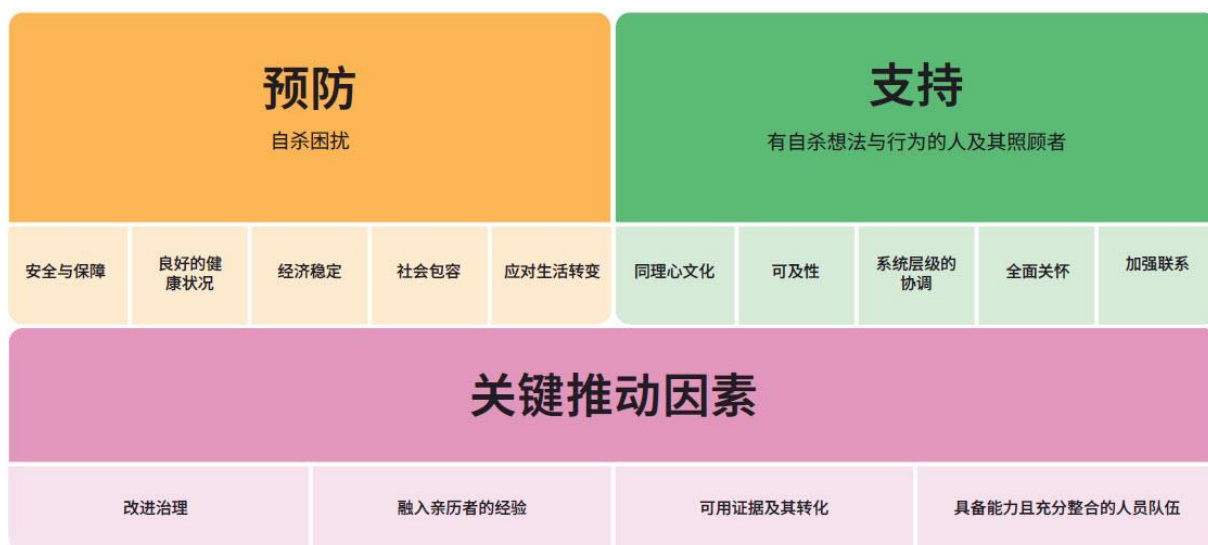 预防
自杀困扰
支持
有自杀想法与行为的人及其照顾者
安全与保障
良好的健
康状况
经济稳定
社会包容
应对生活转变
同理心文化
可及性
系统层级的
协调
全面关怀
加强联系
关键推动因素
改进治理
融入亲历者的经验
可用证据及其转化
具备能力且充分整合的人员队伍